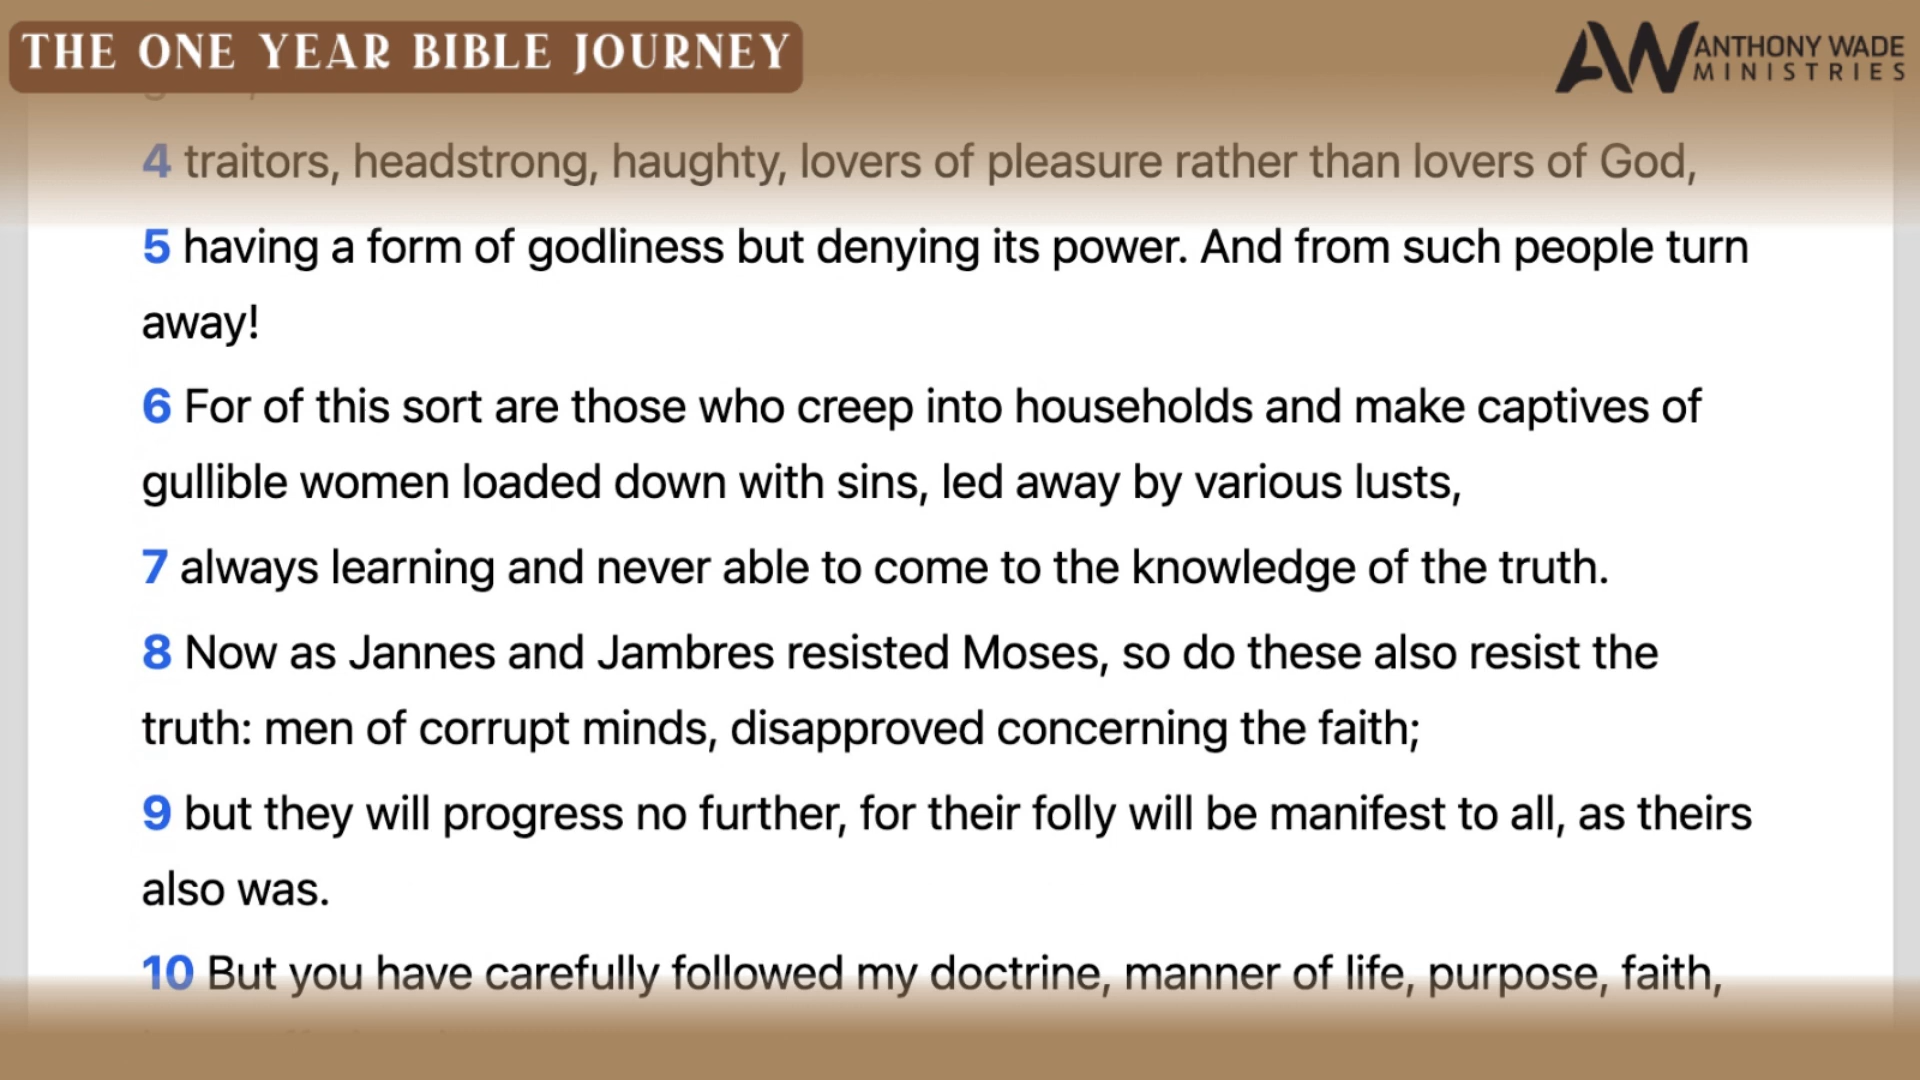 THE ONE YEAR BIBLE JOURNEY
ANTHONY WADE
MINISTRIES
4 traitors, headstrong, haughty, lovers of pleasure rather than lovers of God,
5 having a form of godliness but denying its power. And from such people turn
away!
6 For of this sort are those who creep into households and make captives of
gullible women loaded down with sins, led away by various lusts,
7 always learning and never able to come to the knowledge of the truth.
8 Now as Jannes and Jambres resisted Moses, so do these also resist the
truth: men of corrupt minds, disapproved concerning the faith;
9 but they will progress no further, for their folly will be manifest to all, as theirs
also was.
10 But you have carefully followed my doctrine, manner of life, purpose, faith,